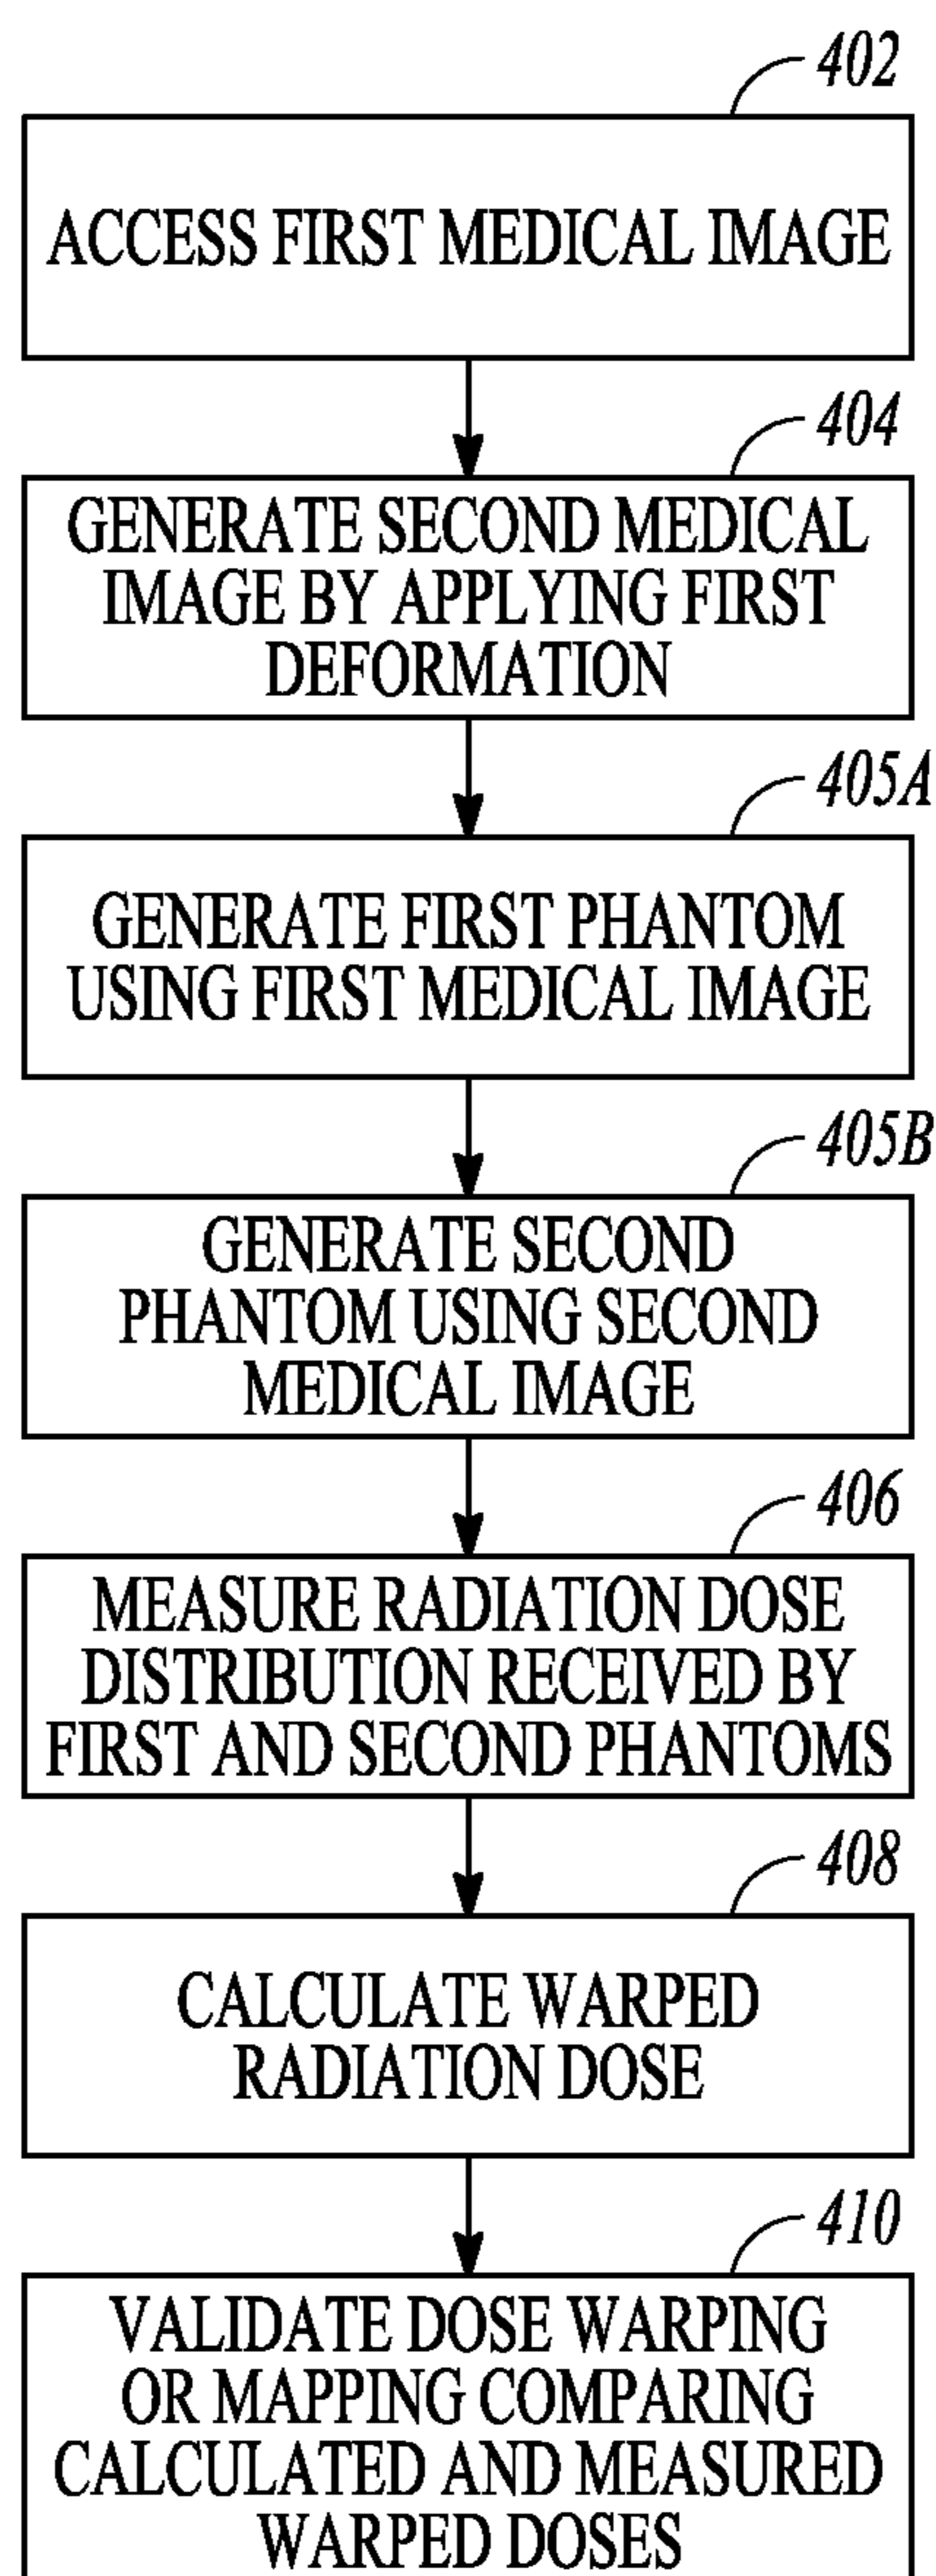 402
ACCESS FIRST MEDICAL IMAGE
404
GENERATE SECOND MEDICAL
IMAGE BY APPLYING FIRST
DEFORMATION
405A
GENERATE FIRST PHANTOM
USING FIRST MEDICAL IMAGE
405B
GENERATE SECOND
PHANTOM USING SECOND
MEDICAL IMAGE
406
MEASURE RADIATION DOSE
DISTRIBUTION RECEIVED BY
FIRST AND SECOND PHANTOMS
408
CALCULATE WARPED
RADIATION DOSE
410
VALIDATE DOSE WARPING
OR MAPPING COMPARING
CALCULATED AND MEASURED
WARPED DOSES